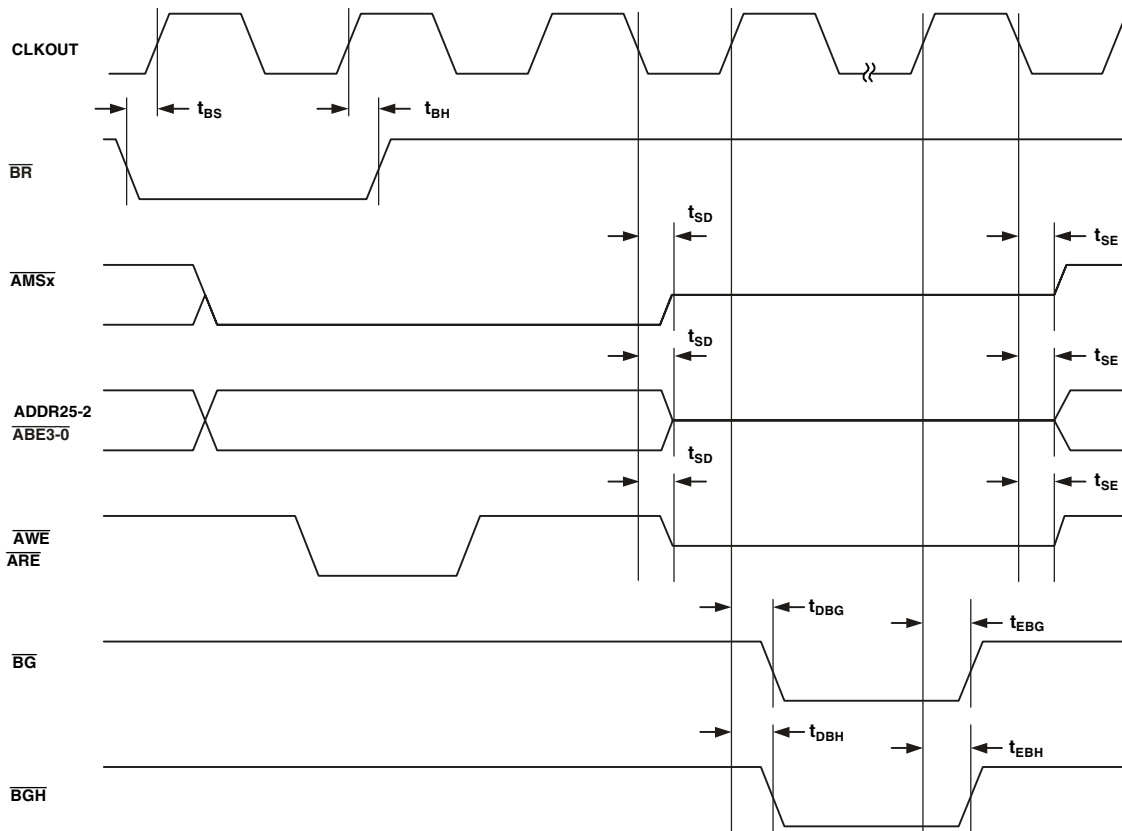 CLKOUT
tBS
tBH
BR
tSD
tSE
AMSx
tSD
tSE
ADDR25-2
ABE3-0
tSD
tSE
AWE
ARE
tDBG
tEBG
BG
tDBH
tEBH
BGH